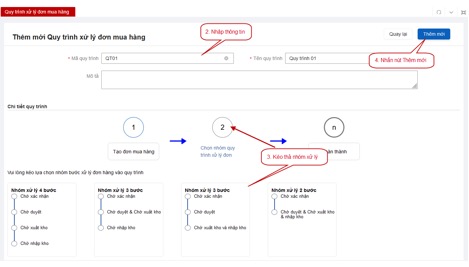 Quy trình xử lý đơn mua hàng
Thêm mới Quy trình xử lý đơn mua hàng
2. Nhập thông tin
Quay lại
Thêm mới
* Mã quy trình
QT01
* Tên quy trình
Quy trình 01
4. Nhấn nút Thêm mới
Mô tả
Chi tiết quy trình
1
2
n
Tạo đơn mua hàng
Chọn nhóm quy
trình xử lý đơn
thành
3. Kéo thả nhóm xử lý
Vui lòng kéo lựa chọn nhóm bước xử lý đơn hàng vào quy trình
Nhóm xử lý 4 bước
Chờ xác nhận
Chờ duyệt
Chờ xuất kho
Chờ nhập kho
Nhóm xử lý 3 bước
Chờ xác nhận
Chờ duyệt & Chờ xuất kho
Chờ nhập kho
Nhóm xử lý 3 bước
Chờ xác nhận
Chờ duyệt
Chờ xuất kho và nhập kho
Nhóm xử lý 2 bước
Chờ xác nhận
Chờ duyệt & Chờ xuất kho
& nhập kho